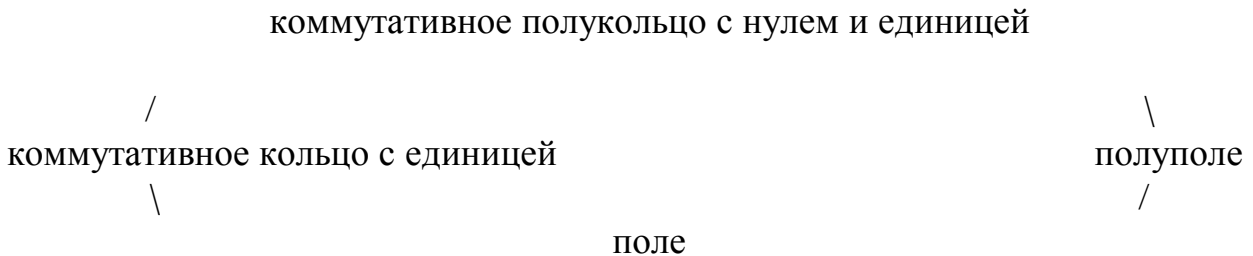 коммутативное полукольцо с нулем и единицей
/ \
коммутативное кольцо с единицей полуполе
\ /
поле